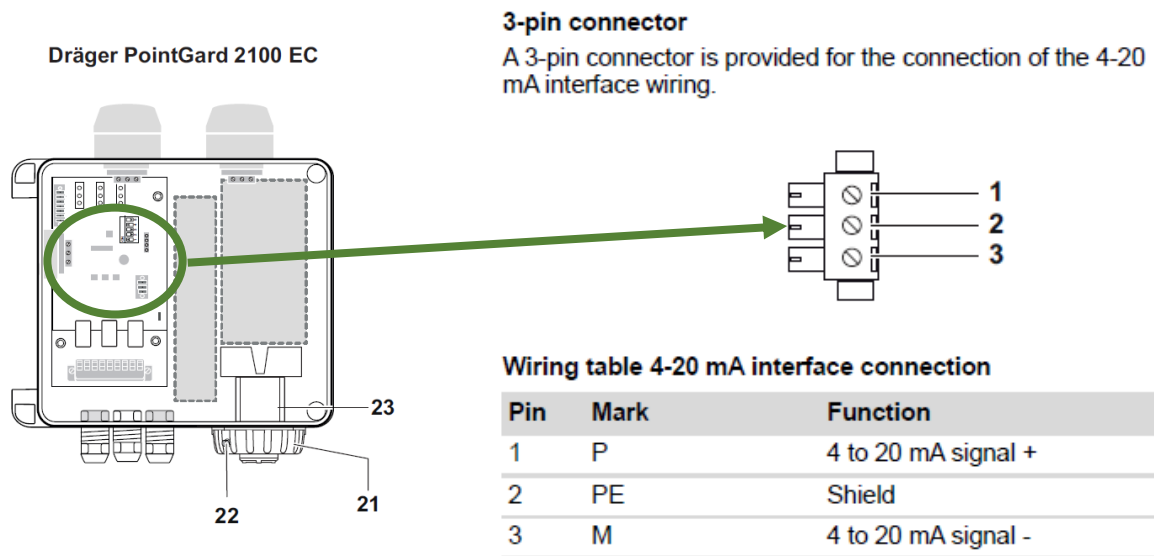 Dräger PointGard 2100 EC
23
21
22
3-pin connector
A 3-pin connector is provided for the connection of the 4-20
mA interface wiring.
1
2
3
Wiring table 4-20 mA interface connection
Pin Mark Function
1 P 4 to 20 mA signal +
2 PE Shield
3 M 4 to 20 mA signal -